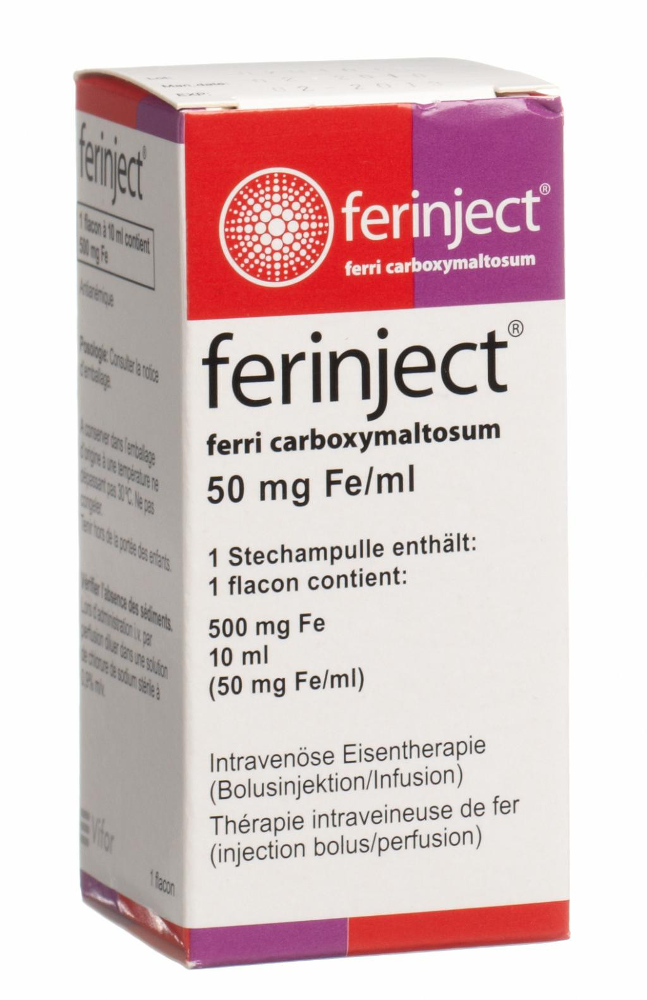 Lot:
Man.date: 02 - 2016
EXP: 02 - 2019
ferinject®
1 flacon à 10 ml contient
500 mg Fe
Antianémique
Posologie: Consulter la notice
d'emballage.
A conserver dans l'emballage
d'origine à une température ne
dépassant pas 30°C. Ne pas
congeler.
Tenir hors de la portée des enfants.
Vérifier l'absence des sédiments.
Lors d'administration i.v. par
perfusion diluer dans une solution
de chlorure de sodium stérile à
0,9% m/v.
Vifor
1 flacon
ferinject®
ferri carboxymaltosum
ferinject®
ferri carboxymaltosum
50 mg Fe/ml
1 Stechampulle enthält:
1 flacon contient:
500 mg Fe
10 ml
(50 mg Fe/ml)
Intravenöse Eisentherapie
(Bolusinjektion/Infusion)
Thérapie intraveineuse de fer
(injection bolus/perfusion)